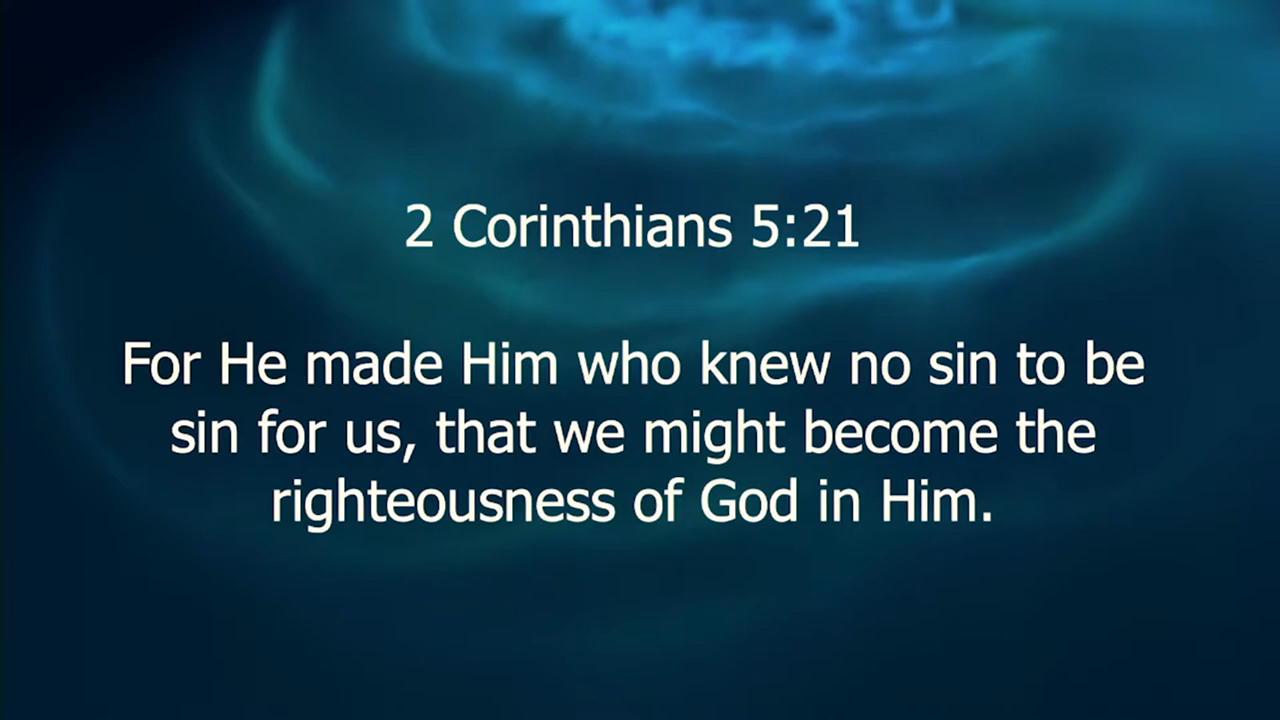 2 Corinthians 5:21
For He made Him who knew no sin to be
sin for us, that we might become the
righteousness of God in Him.